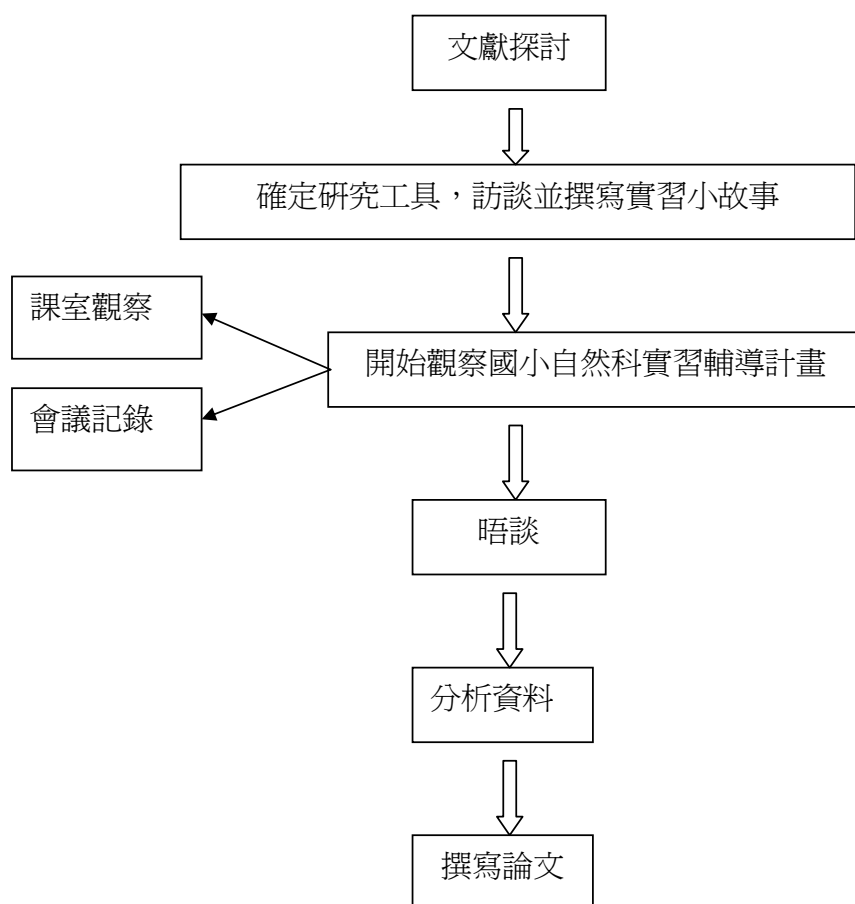 文獻探討
確定研究工具，訪談並撰寫實習小故事
課室觀察
開始觀察國小自然科實習輔導計畫
會議記錄
晤談
分析資料
撰寫論文